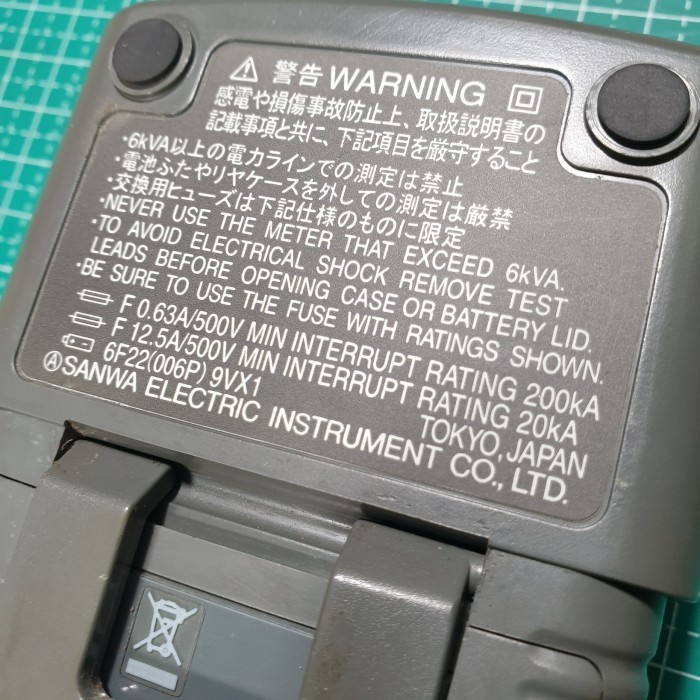 警告 WARNING
感電や損傷事故防止上、取扱説明書の
記載事項と共に、下記項目を厳守すること
・6kVA以上の電力ラインでの測定は禁止
・電池ふたやリヤケースを外しての測定は厳禁
・交換用ヒューズは下記仕様のものに限定
・NEVER USE THE METER THAT EXCEED 6kVA.
・TO AVOID ELECTRICAL SHOCK REMOVE TEST
LEADS BEFORE OPENING CASE OR BATTERY LID.
・BE SURE TO USE THE FUSE WITH RATINGS SHOWN.
F 0.63A/500V MIN INTERRUPT RATING 200kA
F 12.5A/500V MIN INTERRUPT RATING 20kA
6F22(006P) 9VX1
TOKYO, JAPAN
SANWA ELECTRIC INSTRUMENT CO., LTD.